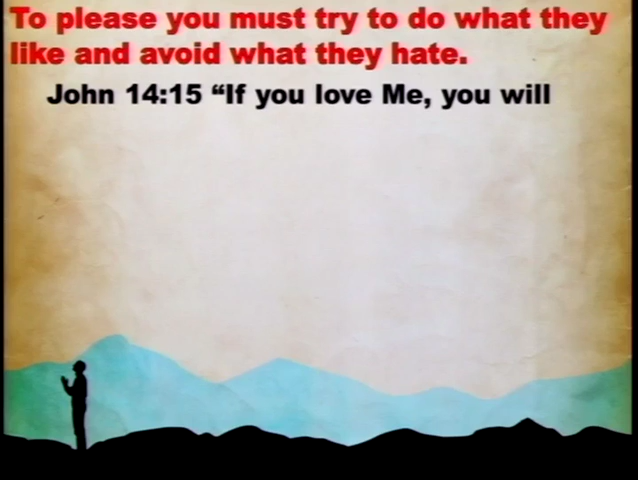 To please you must try to do what they
like and avoid what they hate.
John 14:15 “If you love Me, you will